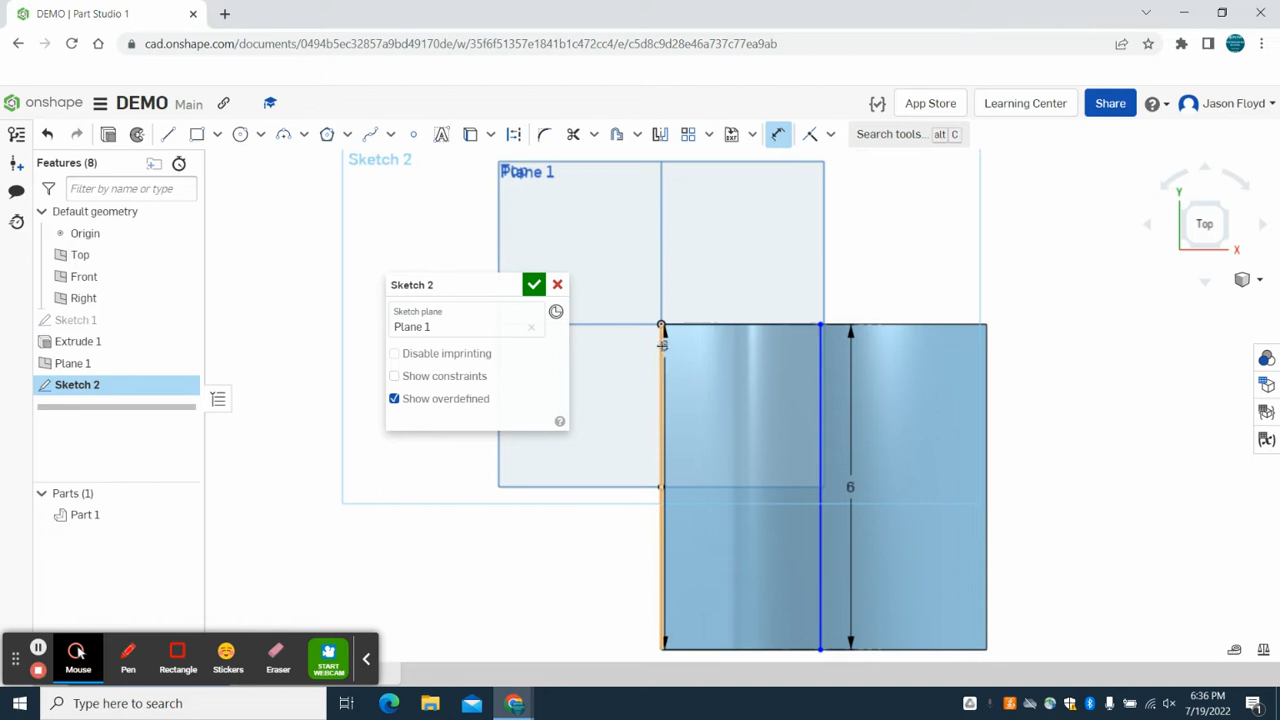 DEMO | Part Studio 1
cad.onshape.com/documents/0494b5ec32857a9bd49170de/w/35f6f51357c1841b1c472cc4/e/c5d8c9d28e46a737c77ea9ab
onshape
DEMO Main
App Store
Learning Center
Share
Jason Floyd
Search tools...
alt
C
Features (8)
Filter by name or type
Default geometry
Origin
Top
Front
Right
Sketch 1
Extrude 1
Plane 1
Sketch 2
Parts (1)
Part 1
Sketch 2
Plane 1
Top
Sketch 2
Sketch plane
Plane 1
Disable imprinting
Show constraints
Show overdefined
6
6
Y
Top
X
Mouse
Pen
Rectangle
Stickers
Eraser
START
WEBCAM
Type here to search
6:36 PM
7/19/2022
1